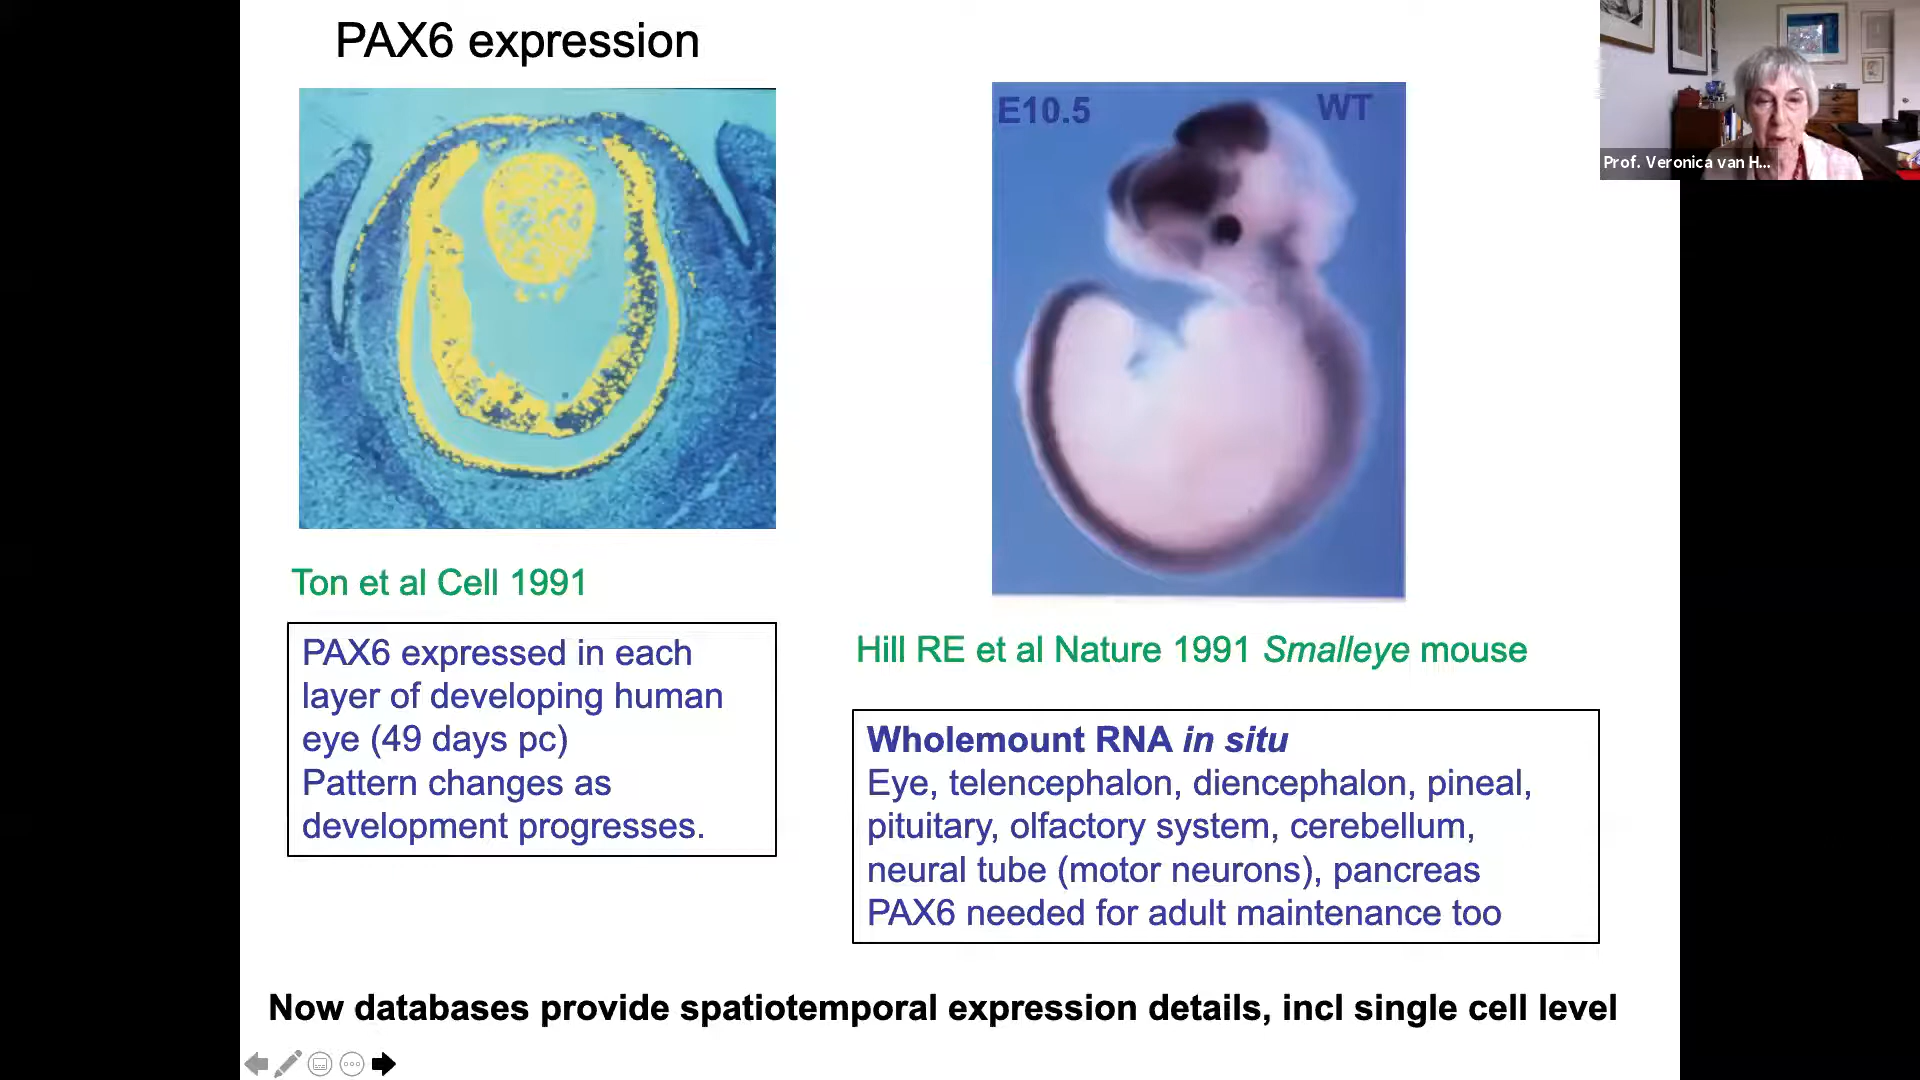 PAX6 expression
E10.5
WT
Prof. Veronica van H...
Ton et al Cell 1991
PAX6 expressed in each
layer of developing human
eye (49 days pc)
Pattern changes as
development progresses.
Hill RE et al Nature 1991 Smalleye mouse
Wholemount RNA in situ
Eye, telencephalon, diencephalon, pineal,
pituitary, olfactory system, cerebellum,
neural tube (motor neurons), pancreas
PAX6 needed for adult maintenance too
Now databases provide spatiotemporal expression details, incl single cell level